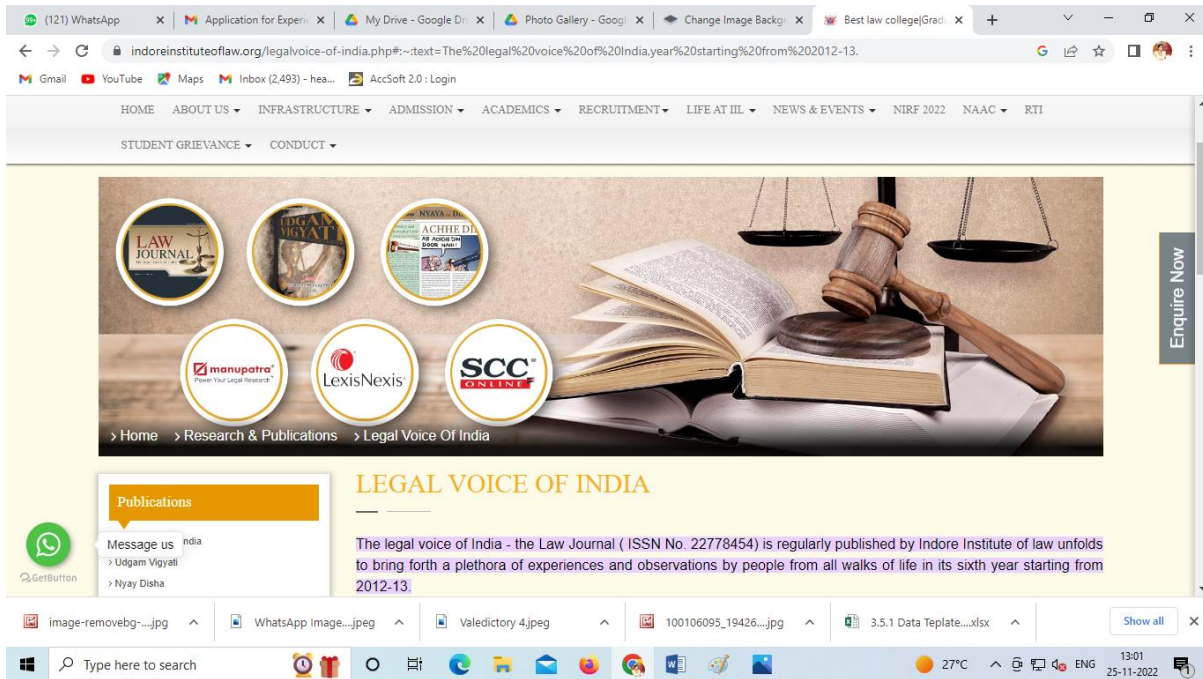 (121) WhatsApp
Application for Experie
My Drive - Google Dri
Photo Gallery - Googl
Change Image Backgr
Best law college|Gradu
indoreinstituteoflaw.org/legalvoice-of-india.php#:~:text=The%20legal%20voice%20of%20India,year%20starting%20from%202012-13.
Gmail YouTube Maps Inbox (2,493) - hea... AccSoft 2.0 : Login
HOME ABOUT US INFRASTRUCTURE ADMISSION ACADEMICS RECRUITMENT LIFE AT IIL NEWS & EVENTS NIRF 2022 NAAC RTI
STUDENT GRIEVANCE CONDUCT
LAW
JOURNAL
UDGAM
VIGYATI
NYAYA
ACHHE DI
AB ACHHE DIN
DOOR NAHI
manupatra
Power Your Legal Research
LexisNexis
SCC
ONLINE
> Home > Research & Publications > Legal Voice Of India
Enquire Now
Publications
ndia
> Udgam Vigyati
> Nyay Disha
Message us
GetButton
LEGAL VOICE OF INDIA
The legal voice of India - the Law Journal ( ISSN No. 22778454) is regularly published by Indore Institute of law unfolds
to bring forth a plethora of experiences and observations by people from all walks of life in its sixth year starting from
2012-13.
image-removebg-....jpg WhatsApp Image....jpeg Valedictory 4.jpeg 100106095_19426....jpg 3.5.1 Data Teplate....xlsx Show all
Type here to search 27°C ENG 13:01
25-11-2022